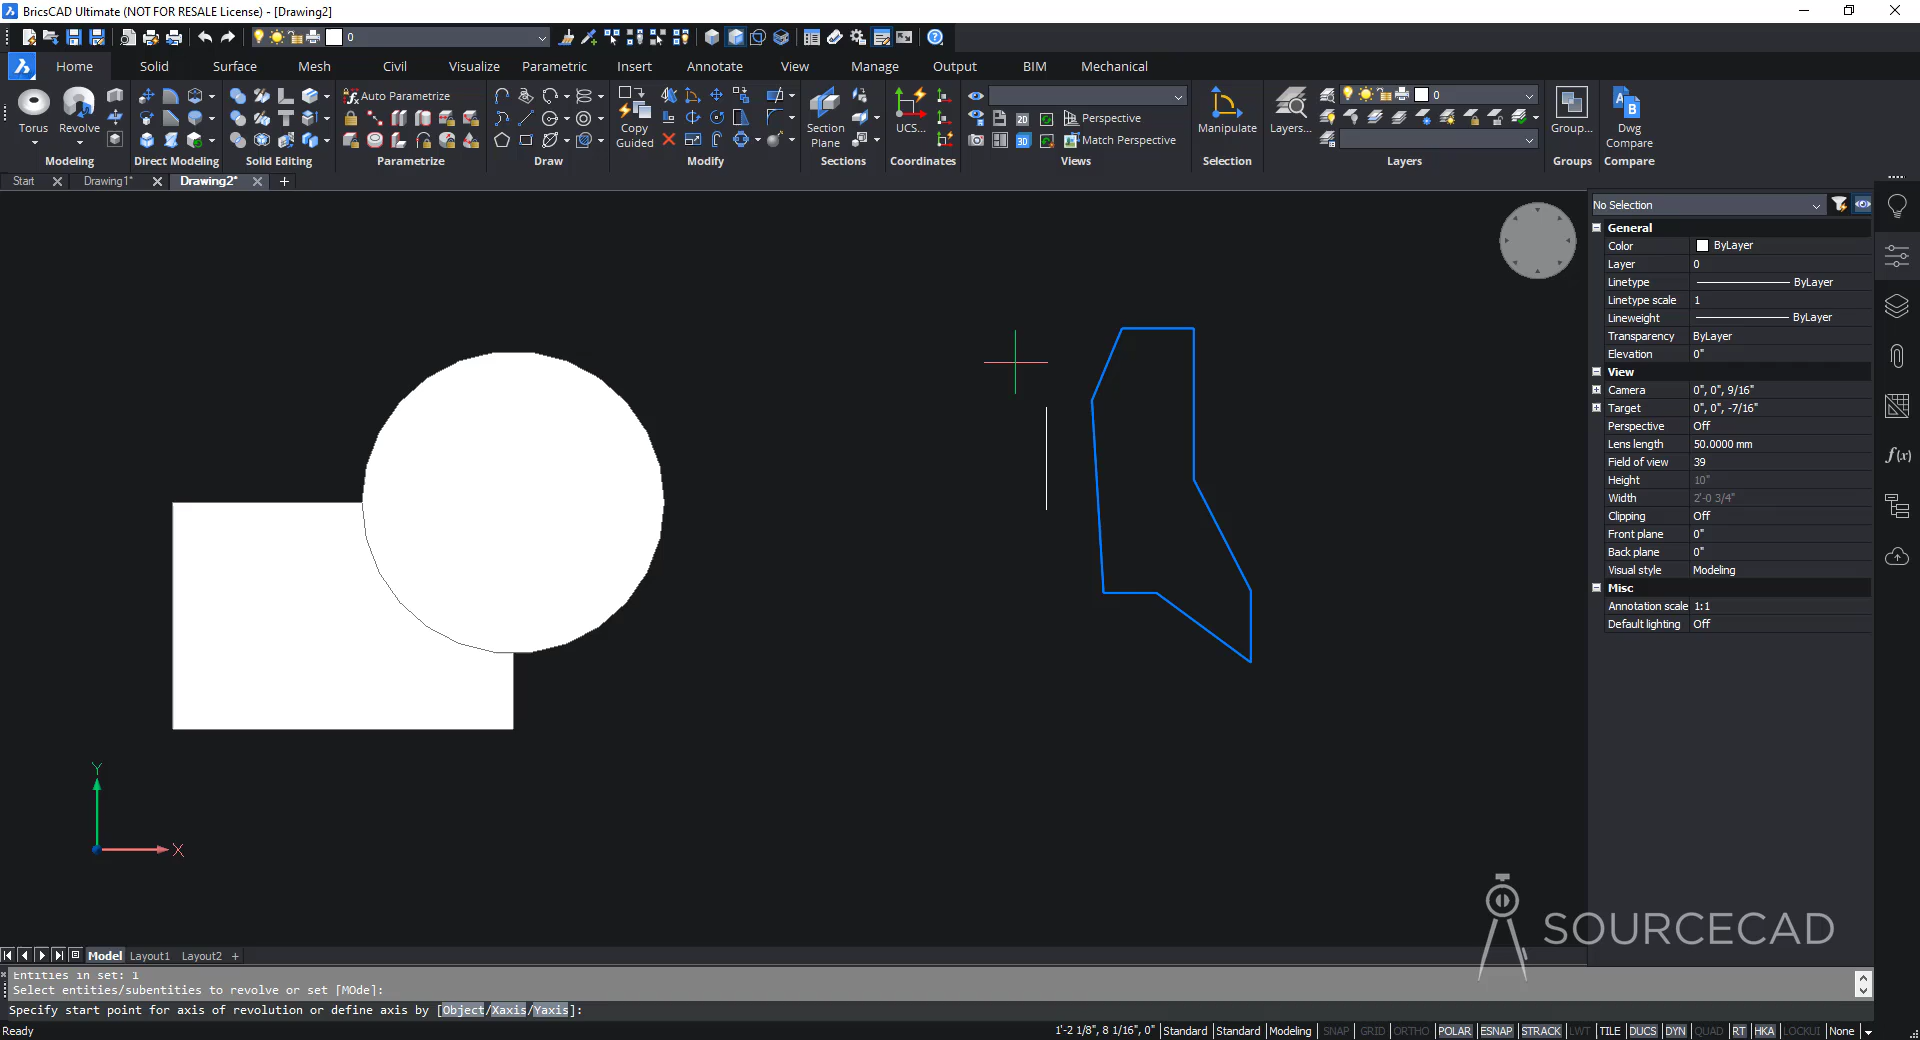 BricsCAD Ultimate (NOT FOR RESALE License) - [Drawing2]
0
Home Solid Surface Mesh Civil Visualize Parametric Insert Annotate View Manage Output BIM Mechanical
Auto Parametrize
0
Torus Revolve
Copy
Guided
Section
Plane
UCS...
2D
3D
Perspective
Match Perspective
Manipulate
Layers...
Group...
Dwg
Compare
Modeling Direct Modeling Solid Editing Parametrize Draw Modify Sections Coordinates Views Selection Layers Groups Compare
Start Drawing1* Drawing2*
No Selection
General
Color ByLayer
Layer 0
Linetype ByLayer
Linetype scale 1
Lineweight ByLayer
Transparency ByLayer
Elevation 0"
View
Camera 0", 0", 9/16"
Target 0", 0", -7/16"
Perspective Off
Lens length 50.0000 mm
Field of view 39
Height 10"
Width 2'-0 3/4"
Clipping Off
Front plane 0"
Back plane 0"
Visual style Modeling
Misc
Annotation scale 1:1
Default lighting Off
f(x)
Y
X
SOURCECAD
Model Layout1 Layout2 +
Entities in set: 1
Select entities/subentities to revolve or set [MOde]:
Specify start point for axis of revolution or define axis by [Object/Xaxis/Yaxis]:
Ready
1'-2 1/8", 8 1/16", 0" Standard Standard Modeling SNAP GRID ORTHO POLAR ESNAP STRACK LWT TILE DUCS DYN QUAD RT HKA LOCKUI None